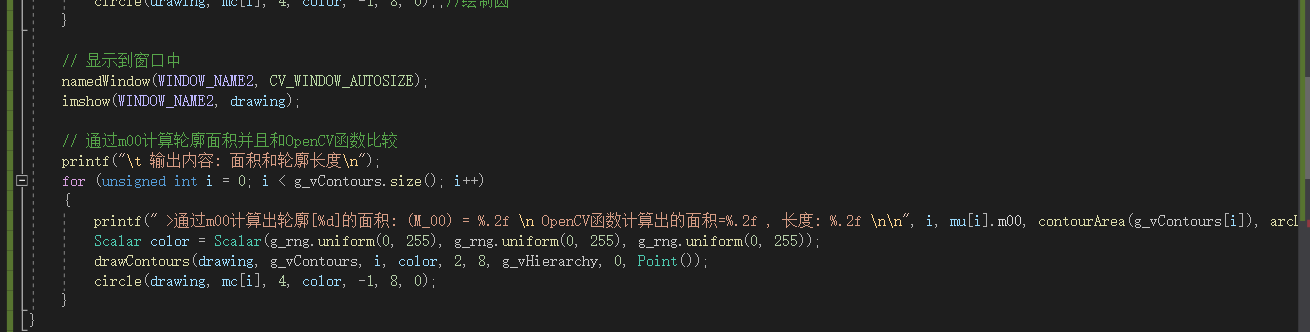 circle(drawing, mc[i], 4, color, -1, 8, 0);;//绘制圆
}
// 显示到窗口中
namedWindow(WINDOW_NAME2, CV_WINDOW_AUTOSIZE);
imshow(WINDOW_NAME2, drawing);
// 通过m00计算轮廓面积并且和OpenCV函数比较
printf("\t 输出内容: 面积和轮廓长度\n");
for (unsigned int i = 0; i < g_vContours.size(); i++)
{
printf(" >通过m00计算出轮廓[%d]的面积: (M_00) = %.2f \n OpenCV函数计算出的面积=%.2f , 长度: %.2f \n\n", i, mu[i].m00, contourArea(g_vContours[i]), arcL
Scalar color = Scalar(g_rng.uniform(0, 255), g_rng.uniform(0, 255), g_rng.uniform(0, 255));
drawContours(drawing, g_vContours, i, color, 2, 8, g_vHierarchy, 0, Point());
circle(drawing, mc[i], 4, color, -1, 8, 0);
}
}